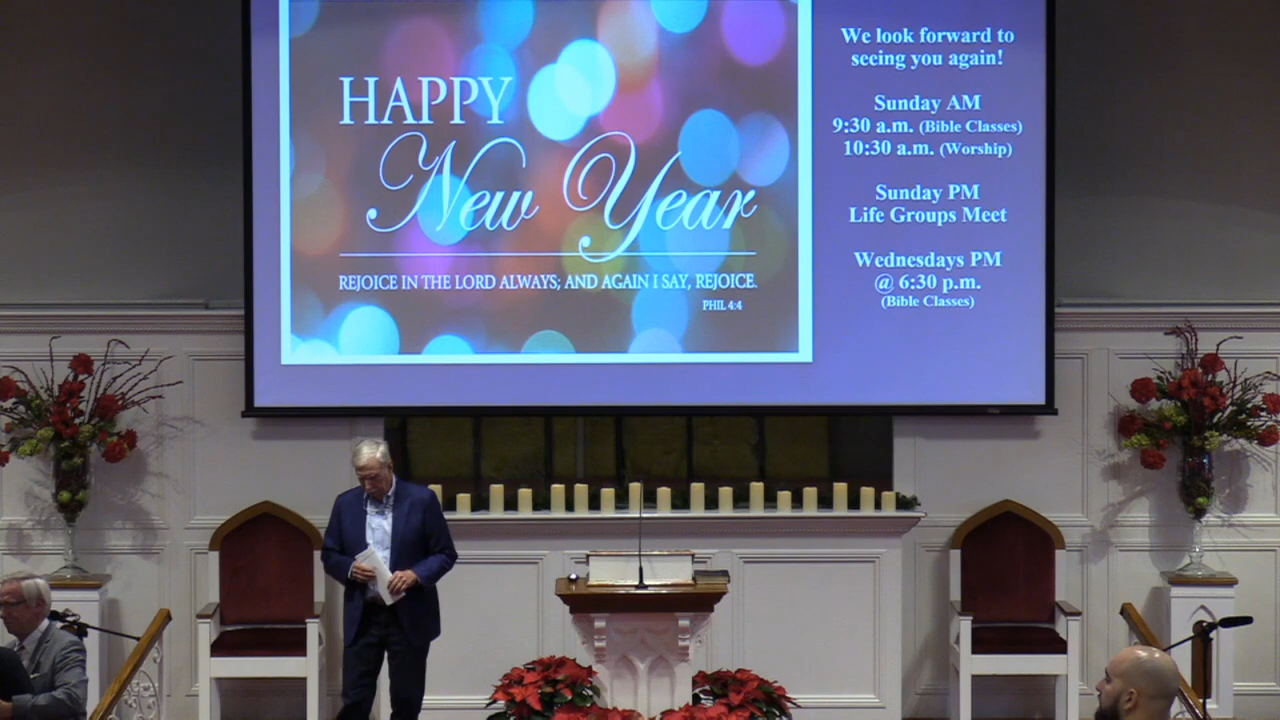 HAPPY
New Year
REJOICE IN THE LORD ALWAYS; AND AGAIN I SAY, REJOICE.
PHIL 4:4
We look forward to
seeing you again!
Sunday AM
9:30 a.m. (Bible Classes)
10:30 a.m. (Worship)
Sunday PM
Life Groups Meet
Wednesdays PM
@ 6:30 p.m.
(Bible Classes)